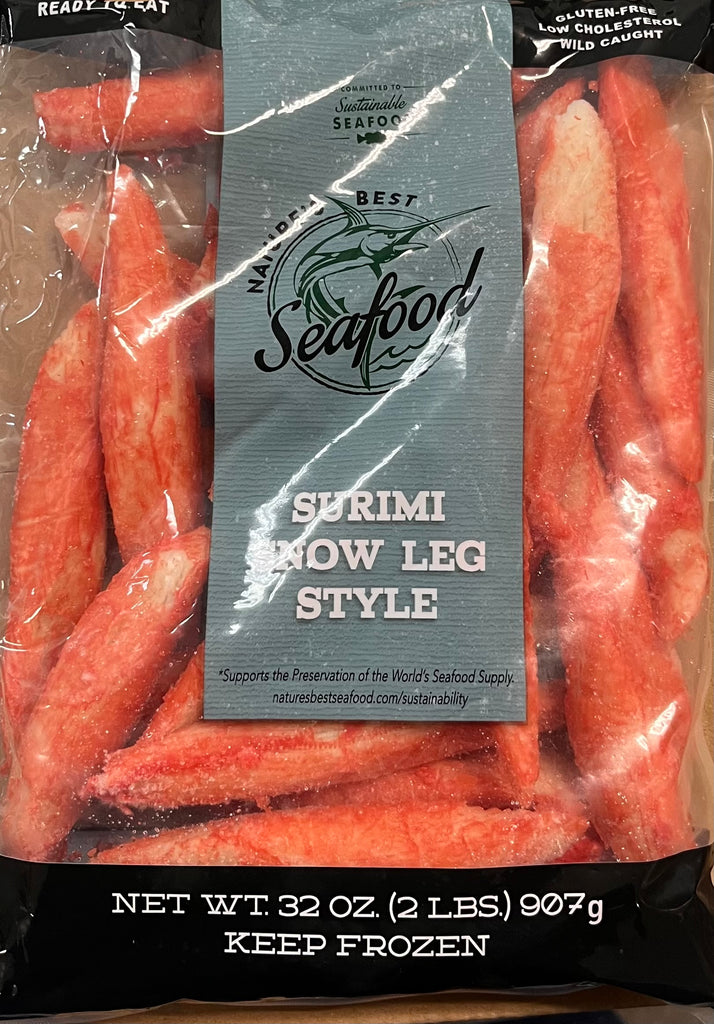 READY TO EAT
GLUTEN-FREE
LOW CHOLESTEROL
WILD CAUGHT
COMMITTED TO
Sustainable
SEAFOOD
NATURE'S BEST
Seafood
SURIMI
SNOW LEG
STYLE
*Supports the Preservation of the World's Seafood Supply.
naturesbestseafood.com/sustainability
NET WT. 32 OZ. (2 LBS.) 907g
KEEP FROZEN